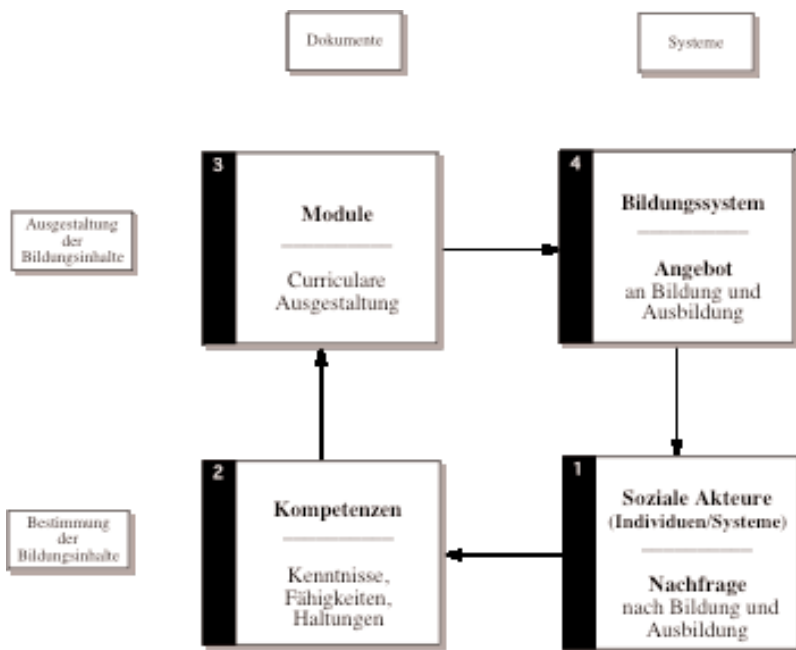 Dokumente
Systeme
Ausgestaltung
der
Bildungsinhalte
3
Module
Curriculare
Ausgestaltung
4
Bildungssystem
Angebot
an Bildung und
Ausbildung
Bestimmung
der
Bildungsinhalte
2
Kompetenzen
Kenntnisse,
Fähigkeiten,
Haltungen
1
Soziale Akteure
(Individuen/Systeme)
Nachfrage
nach Bildung und
Ausbildung